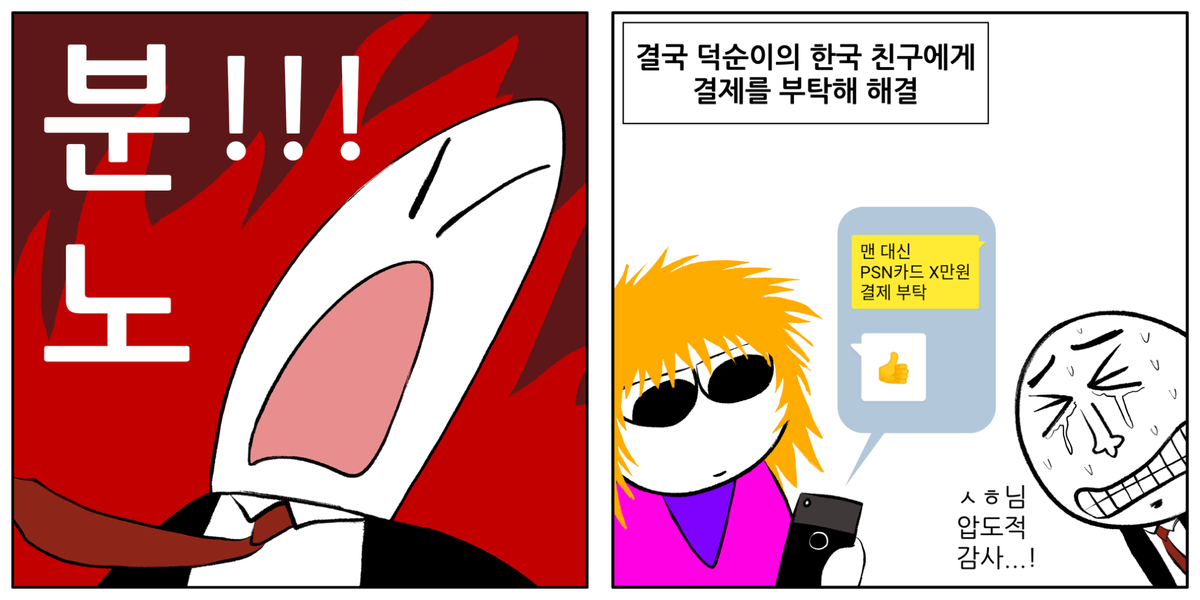 분!!!
노
결국 덕순이의 한국 친구에게
결제를 부탁해 해결
맨 대신
PSN카드 X만원
결제 부탁
ㅅㅎ님
압도적
감사...!